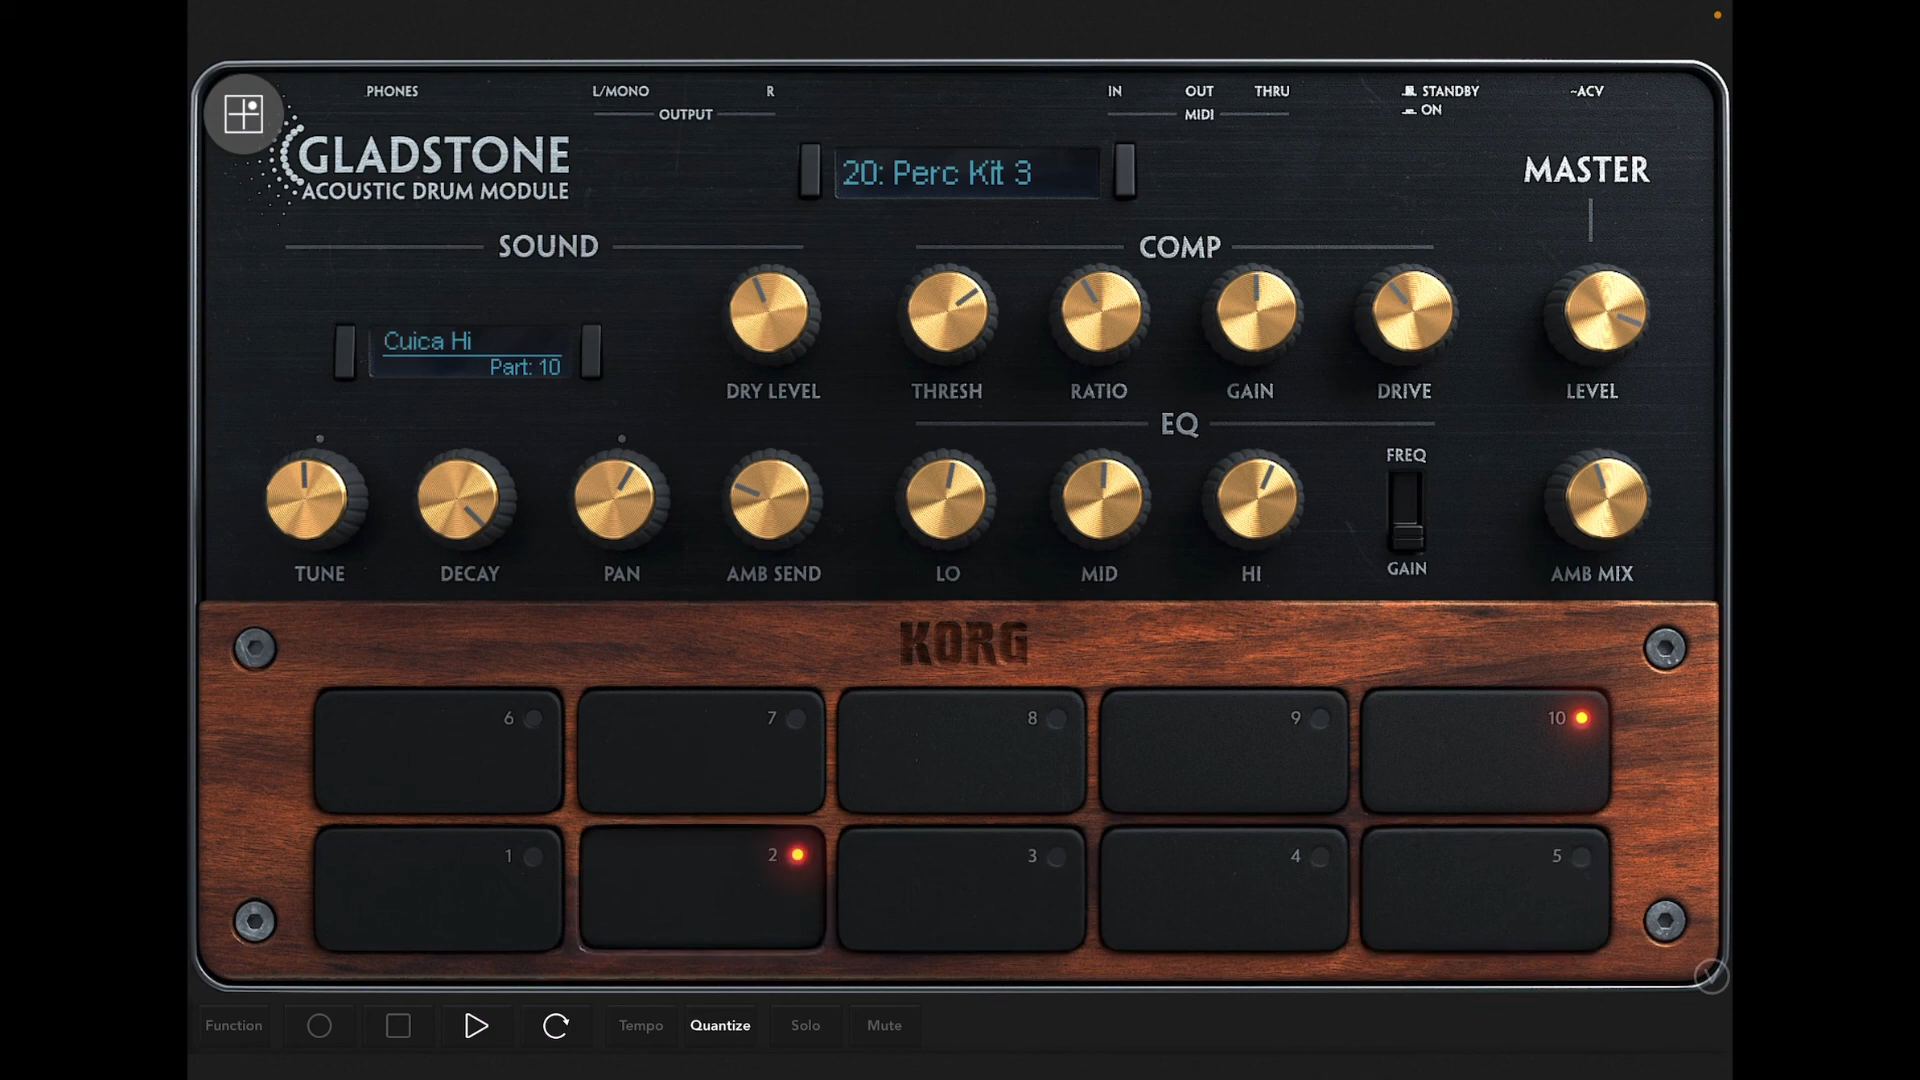 PHONES
L/MONO
R
OUTPUT
IN
OUT
THRU
MIDI
STANDBY
ON
~ACV
GLADSTONE
ACOUSTIC DRUM MODULE
20: Perc Kit 3
MASTER
SOUND
COMP
Cuica Hi
Part: 10
DRY LEVEL
THRESH
RATIO
GAIN
DRIVE
LEVEL
EQ
FREQ
GAIN
TUNE
DECAY
PAN
AMB SEND
LO
MID
HI
AMB MIX
KORG
6
7
8
9
10
1
2
3
4
5
Function
Tempo
Quantize
Solo
Mute